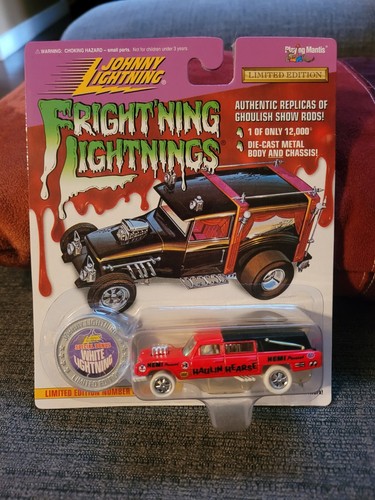 ⚠ WARNING: CHOKING HAZARD - small parts. Not for children under 3 years
Playing Mantis
JOHNNY
LIGHTNING
LIMITED EDITION
FRIGHT'NING
LIGHTNINGS
AUTHENTIC REPLICAS OF
GHOULISH SHOW RODS!
1 OF ONLY 12,000
DIE-CAST METAL
BODY AND CHASSIS!
WHITE
LIGHTNING
HEMI
HAULIN HEARSE
HEMI
LIMITED EDITION NUMBER